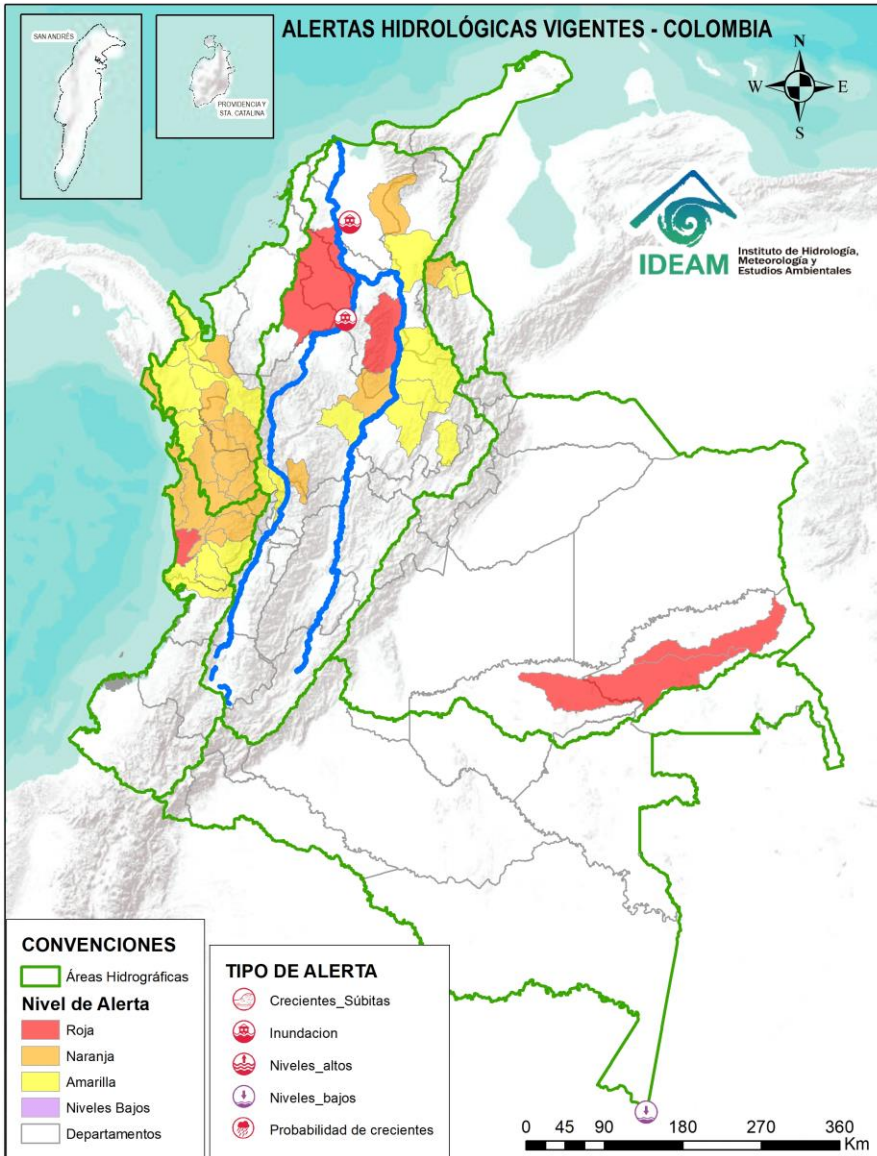 ALERTAS HIDROLÓGICAS VIGENTES - COLOMBIA
SAN ANDRÉS
PROVIDENCIA Y
STA. CATALINA
N
W
E
S
IDEAM
Instituto de Hidrología,
Meteorología y
Estudios Ambientales
CONVENCIONES
Áreas Hidrográficas
Nivel de Alerta
Roja
Naranja
Amarilla
Niveles Bajos
Departamentos
TIPO DE ALERTA
Crecientes_Súbitas
Inundacion
Niveles_altos
Niveles_bajos
Probabilidad de crecientes
0 45 90 180 270 360
Km